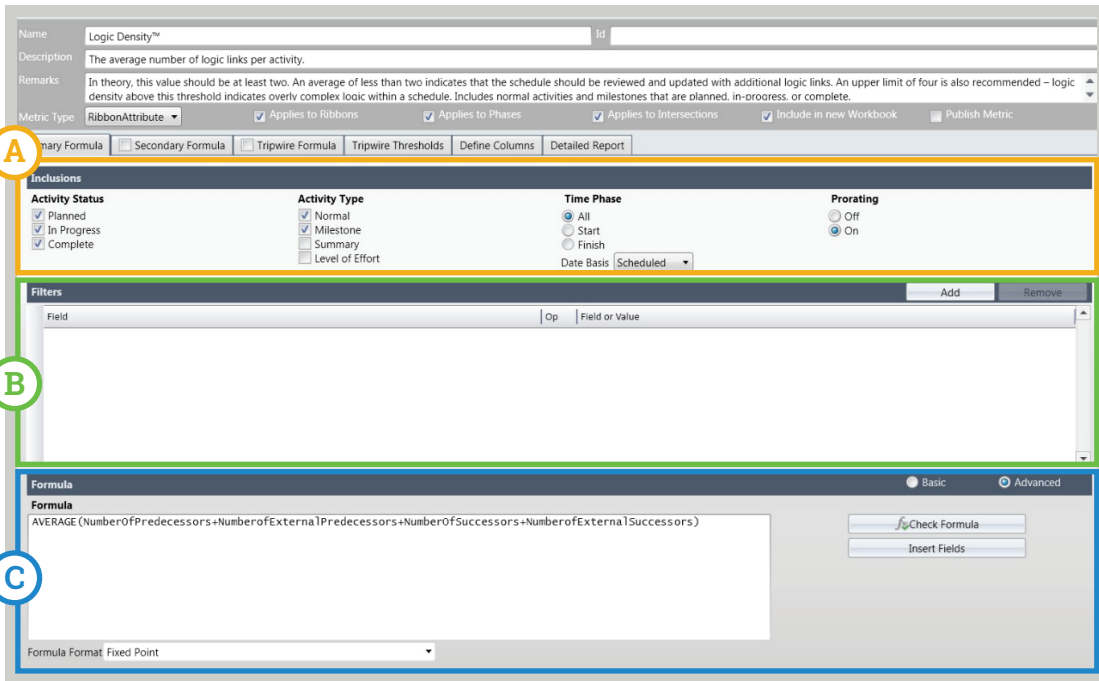 Name Logic Density™ Id
Description The average number of logic links per activity.
Remarks In theory, this value should be at least two. An average of less than two indicates that the schedule should be reviewed and updated with additional logic links. An upper limit of four is also recommended – logic
density above this threshold indicates overly complex logic within a schedule. Includes normal activities and milestones that are planned, in-progress, or complete.
Metric Type RibbonAttribute Applies to Ribbons Applies to Phases Applies to Intersections Include in new Workbook Publish Metric
A
mary Formula Secondary Formula Tripwire Formula Tripwire Thresholds Define Columns Detailed Report
Inclusions
Activity Status Activity Type Time Phase Prorating
Planned Normal All Off
In Progress Milestone Start On
Complete Summary Finish
Level of Effort Date Basis Scheduled
Filters Add Remove
Field Op Field or Value
B
Formula Basic Advanced
Formula
AVERAGE(NumberOfPredecessors+NumberofExternalPredecessors+NumberOfSuccessors+NumberofExternalSuccessors)
fx Check Formula
Insert Fields
C
Formula Format Fixed Point